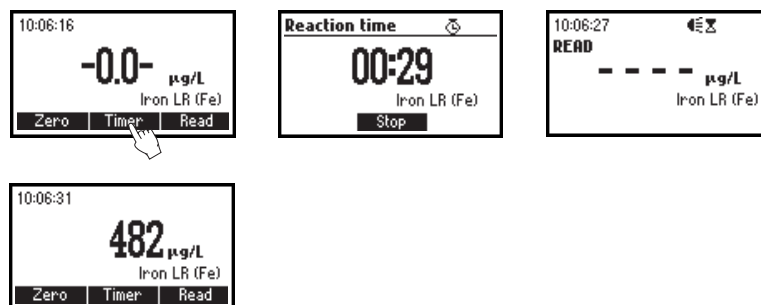 10:06:16
-0.0- µg/L
Iron LR (Fe)
Zero Timer Read
Reaction time
00:29
Iron LR (Fe)
Stop
10:06:27
READ
- - - - µg/L
Iron LR (Fe)
10:06:31
482 µg/L
Iron LR (Fe)
Zero Timer Read